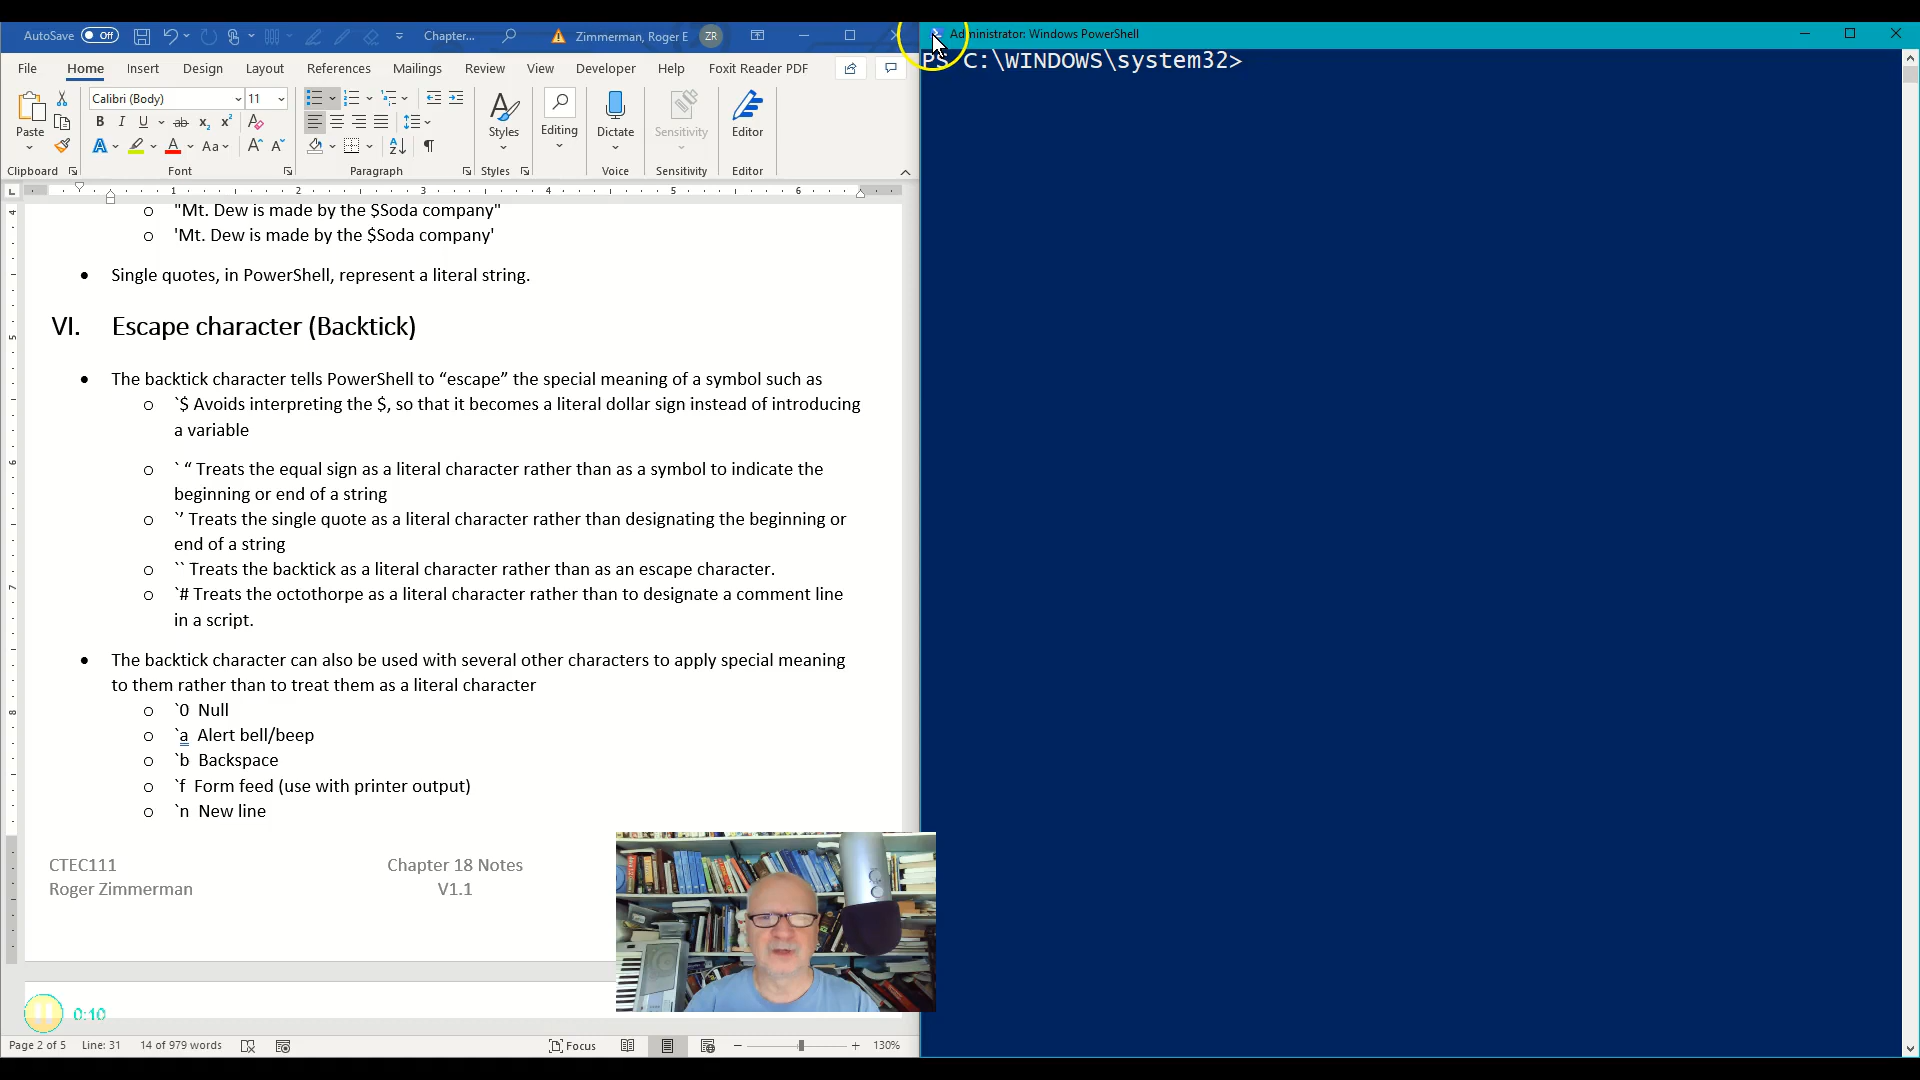 AutoSave Off Chapter... Zimmerman, Roger E ZR
File Home Insert Design Layout References Mailings Review View Developer Help Foxit Reader PDF
Calibri (Body) 11
Paste
B I U ab x₂ x²
A A Aa A A
Styles Editing Dictate Sensitivity Editor
Clipboard Font Paragraph Styles Voice Sensitivity Editor
1 2 3 4 5 6
o "Mt. Dew is made by the $Soda company"
o 'Mt. Dew is made by the $Soda company'
• Single quotes, in PowerShell, represent a literal string.
VI. Escape character (Backtick)
• The backtick character tells PowerShell to “escape” the special meaning of a symbol such as
o `$ Avoids interpreting the $, so that it becomes a literal dollar sign instead of introducing
a variable
o ` “ Treats the equal sign as a literal character rather than as a symbol to indicate the
beginning or end of a string
o `’ Treats the single quote as a literal character rather than designating the beginning or
end of a string
o `` Treats the backtick as a literal character rather than as an escape character.
o `# Treats the octothorpe as a literal character rather than to designate a comment line
in a script.
• The backtick character can also be used with several other characters to apply special meaning
to them rather than to treat them as a literal character
o `0 Null
o `a Alert bell/beep
o `b Backspace
o `f Form feed (use with printer output)
o `n New line
CTEC111 Chapter 18 Notes
Roger Zimmerman V1.1
0:10
Page 2 of 5 Line: 31 14 of 979 words Focus 130%
Administrator: Windows PowerShell
PS C:\WINDOWS\system32>